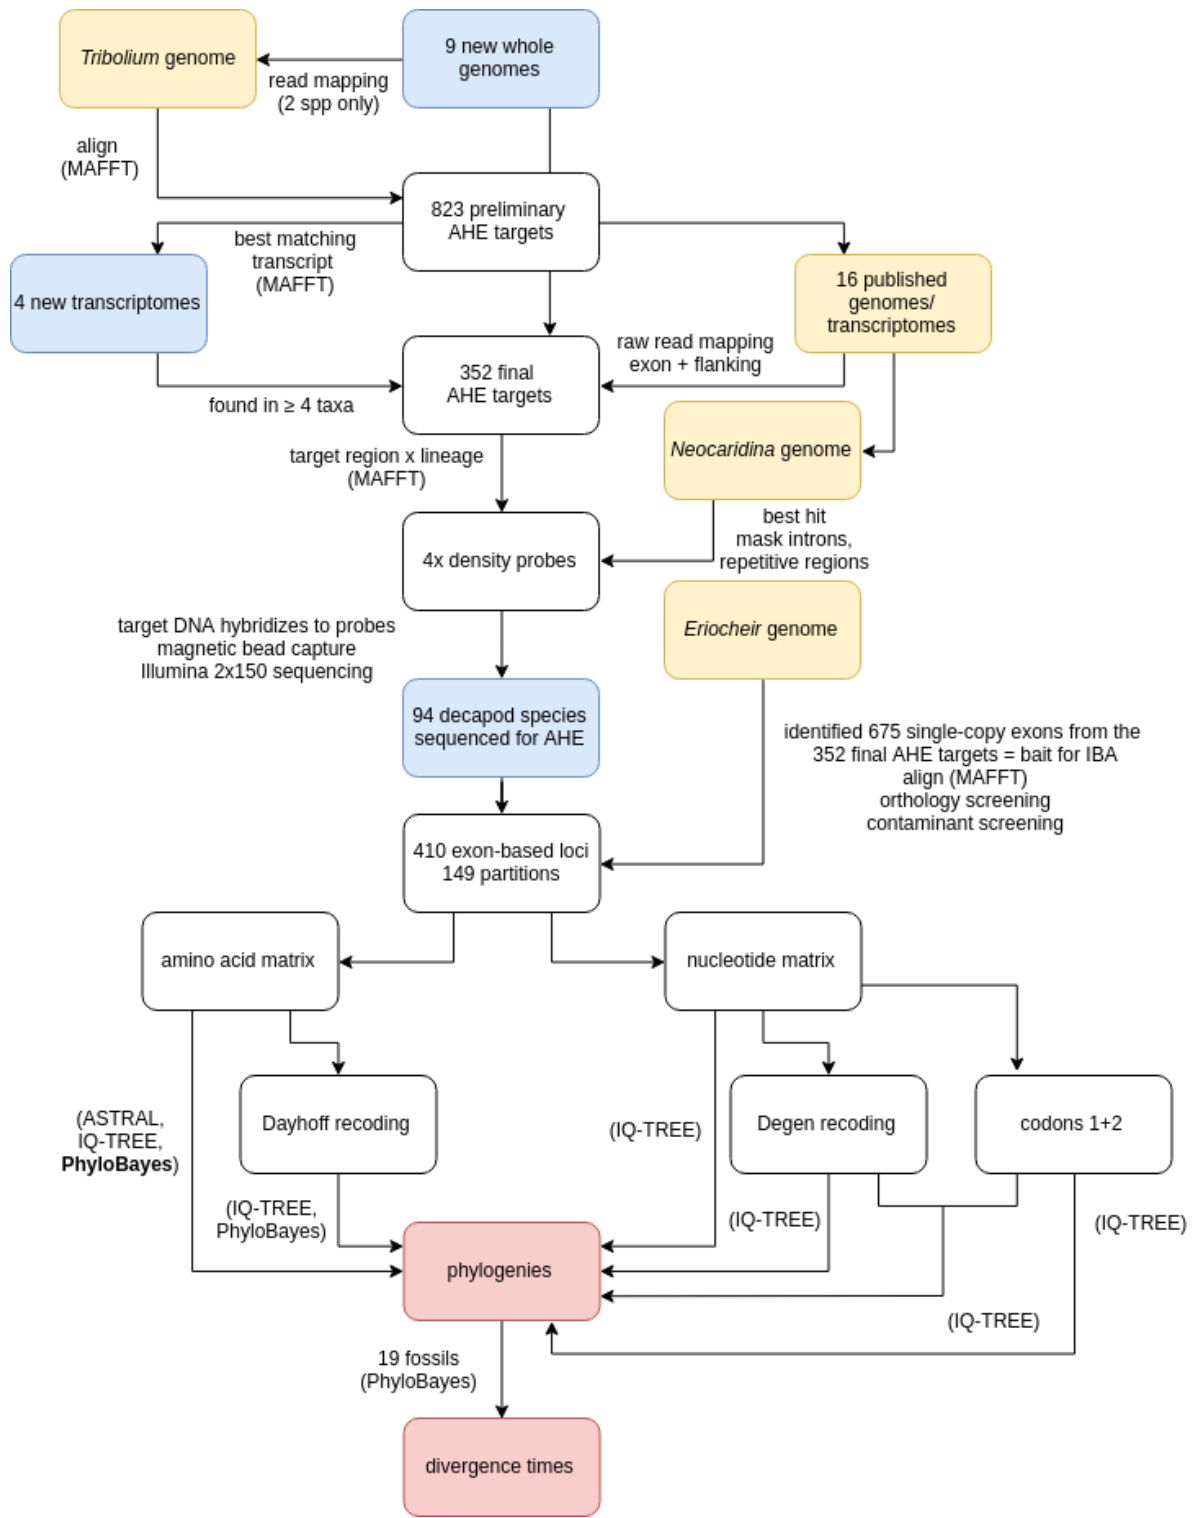 Tribolium genome
9 new whole
genomes
read mapping
(2 spp only)
align
(MAFFT)
823 preliminary
AHE targets
best matching
transcript
(MAFFT)
4 new transcriptomes
16 published
genomes/
transcriptomes
raw read mapping
exon + flanking
352 final
AHE targets
found in ≥ 4 taxa
Neocaridina genome
target region x lineage
(MAFFT)
best hit
mask introns,
repetitive regions
4x density probes
Eriocheir genome
target DNA hybridizes to probes
magnetic bead capture
Illumina 2x150 sequencing
94 decapod species
sequenced for AHE
identified 675 single-copy exons from the
352 final AHE targets = bait for IBA
align (MAFFT)
orthology screening
contaminant screening
410 exon-based loci
149 partitions
amino acid matrix
nucleotide matrix
Dayhoff recoding
Degen recoding
codons 1+2
(ASTRAL,
IQ-TREE,
PhyloBayes)
(IQ-TREE)
(IQ-TREE,
PhyloBayes)
(IQ-TREE)
(IQ-TREE)
phylogenies
(IQ-TREE)
19 fossils
(PhyloBayes)
divergence times